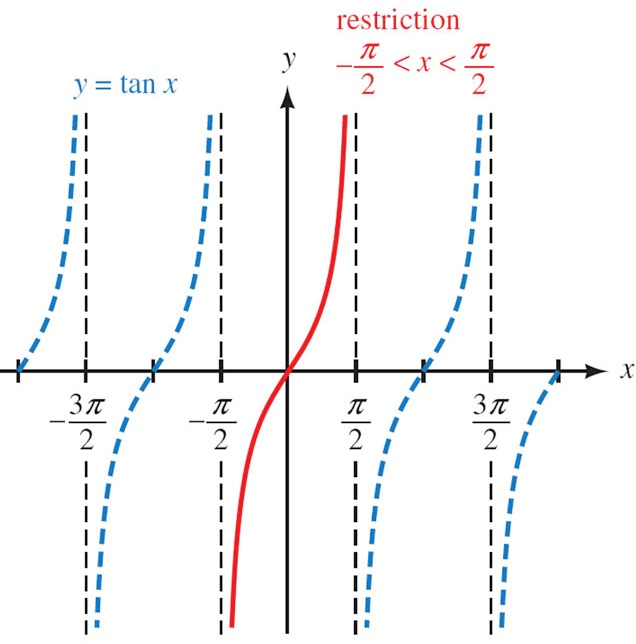 restriction
-π/2 < x < π/2
y = tan x
y
x
-3π/2
-π/2
π/2
3π/2